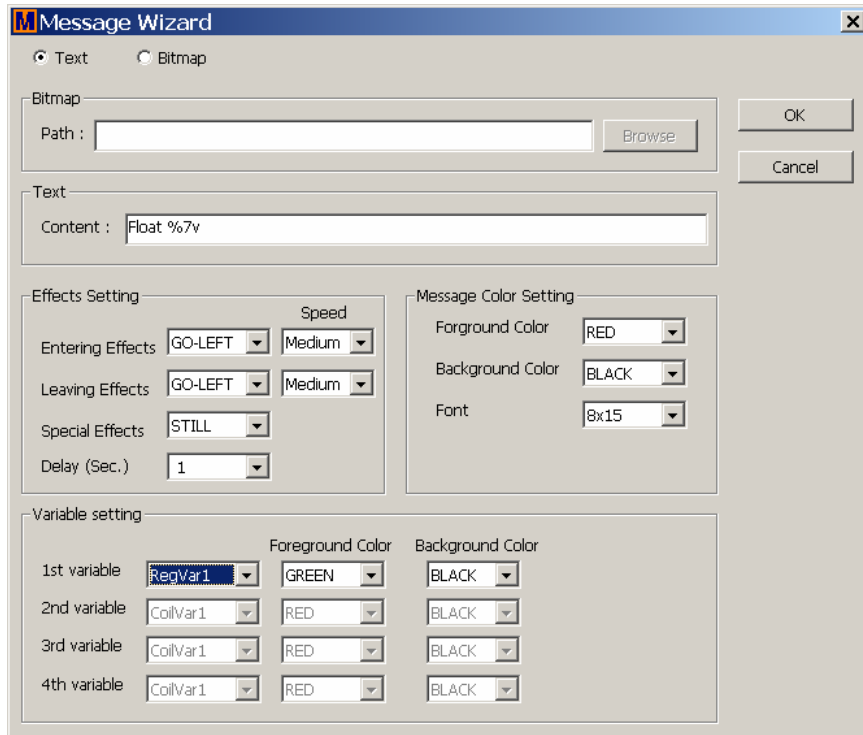 M Message Wizard
Text Bitmap
Bitmap
Path :
Browse
OK
Cancel
Text
Content : Float %7v
Effects Setting
Speed
Entering Effects GO-LEFT Medium
Leaving Effects GO-LEFT Medium
Special Effects STILL
Delay (Sec.) 1
Message Color Setting
Forground Color RED
Background Color BLACK
Font 8x15
Variable setting
Foreground Color Background Color
1st variable RegVar1 GREEN BLACK
2nd variable CoilVar1 RED BLACK
3rd variable CoilVar1 RED BLACK
4th variable CoilVar1 RED BLACK